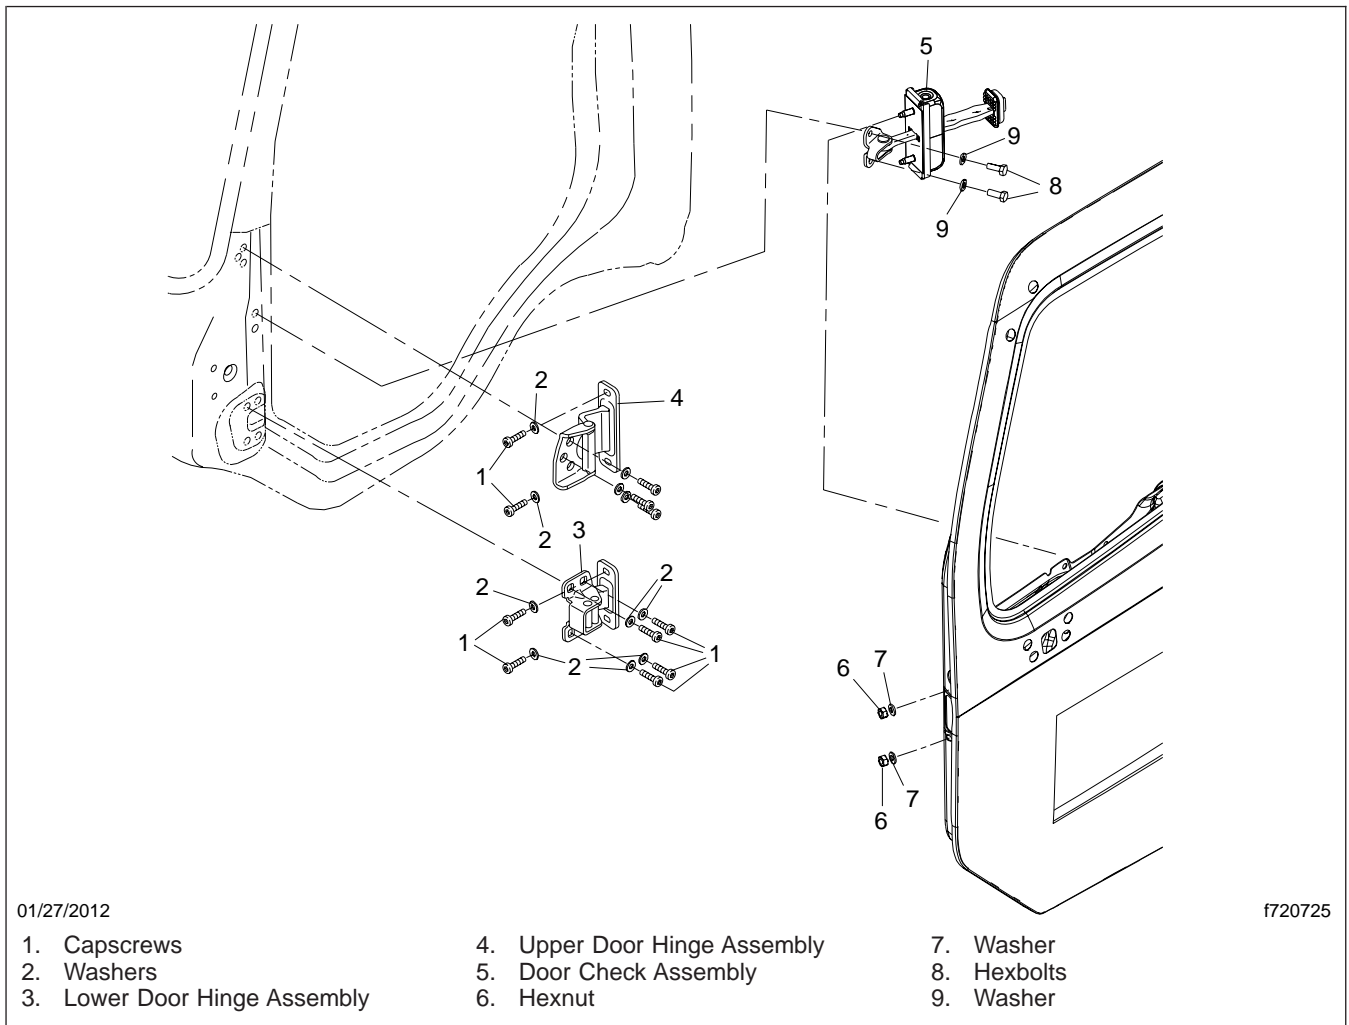 5
9
8
9
2
4
1
2
3
2
2
1
2
1
7
6
7
6
01/27/2012
f720725
1. Capscrews
2. Washers
3. Lower Door Hinge Assembly
4. Upper Door Hinge Assembly
5. Door Check Assembly
6. Hexnut
7. Washer
8. Hexbolts
9. Washer